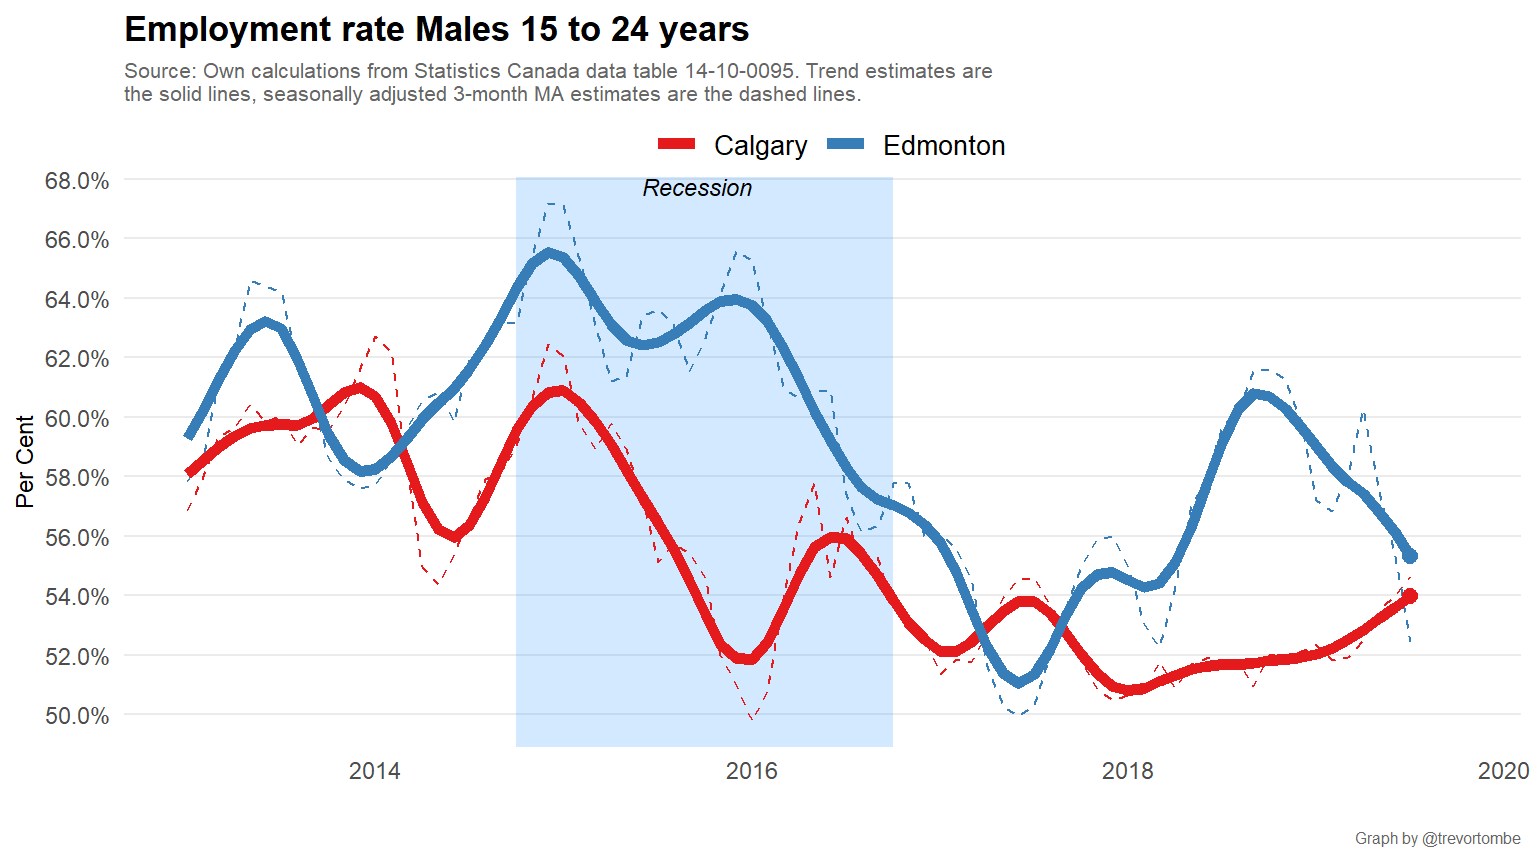 Employment rate Males 15 to 24 years
Source: Own calculations from Statistics Canada data table 14-10-0095. Trend estimates are
the solid lines, seasonally adjusted 3-month MA estimates are the dashed lines.
Calgary Edmonton
Recession
68.0%
66.0%
64.0%
62.0%
60.0%
58.0%
56.0%
54.0%
52.0%
50.0%
Per Cent
2014 2016 2018 2020
Graph by @trevortombe